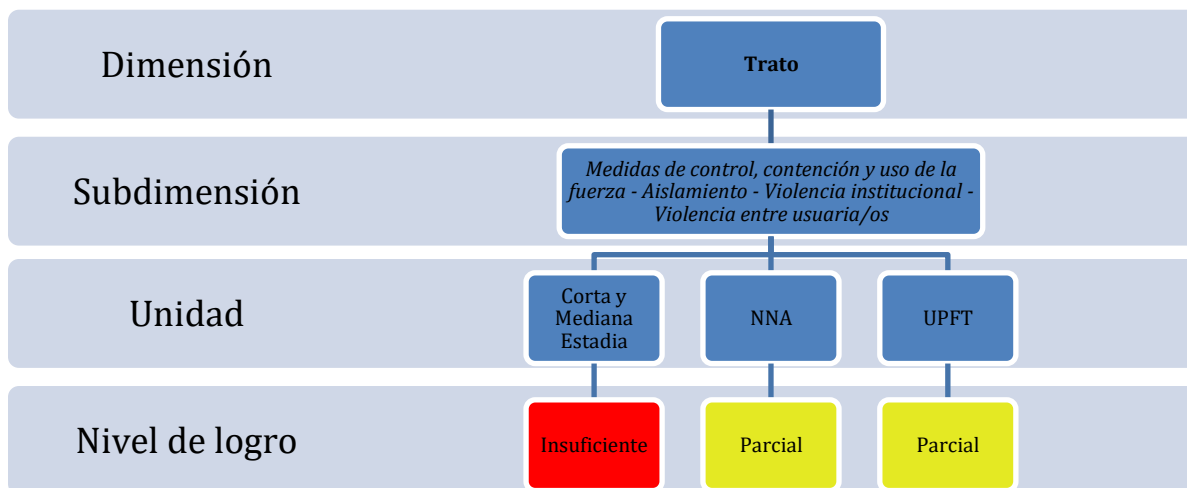 Dimensión
Trato
Subdimensión
Medidas de control, contención y uso de la
fuerza - Aislamiento - Violencia institucional -
Violencia entre usuaria/os
Unidad
Corta y
Mediana
Estadia
NNA
UPFT
Nivel de logro
Insuficiente
Parcial
Parcial